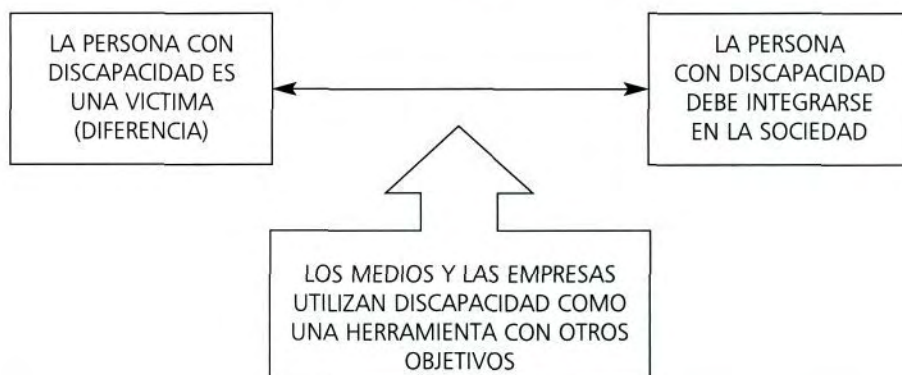 LA PERSONA CON
DISCAPACIDAD ES
UNA VICTIMA
(DIFERENCIA)
LA PERSONA
CON DISCAPACIDAD
DEBE INTEGRARSE
EN LA SOCIEDAD
LOS MEDIOS Y LAS EMPRESAS
UTILIZAN DISCAPACIDAD COMO
UNA HERRAMIENTA CON OTROS
OBJETIVOS